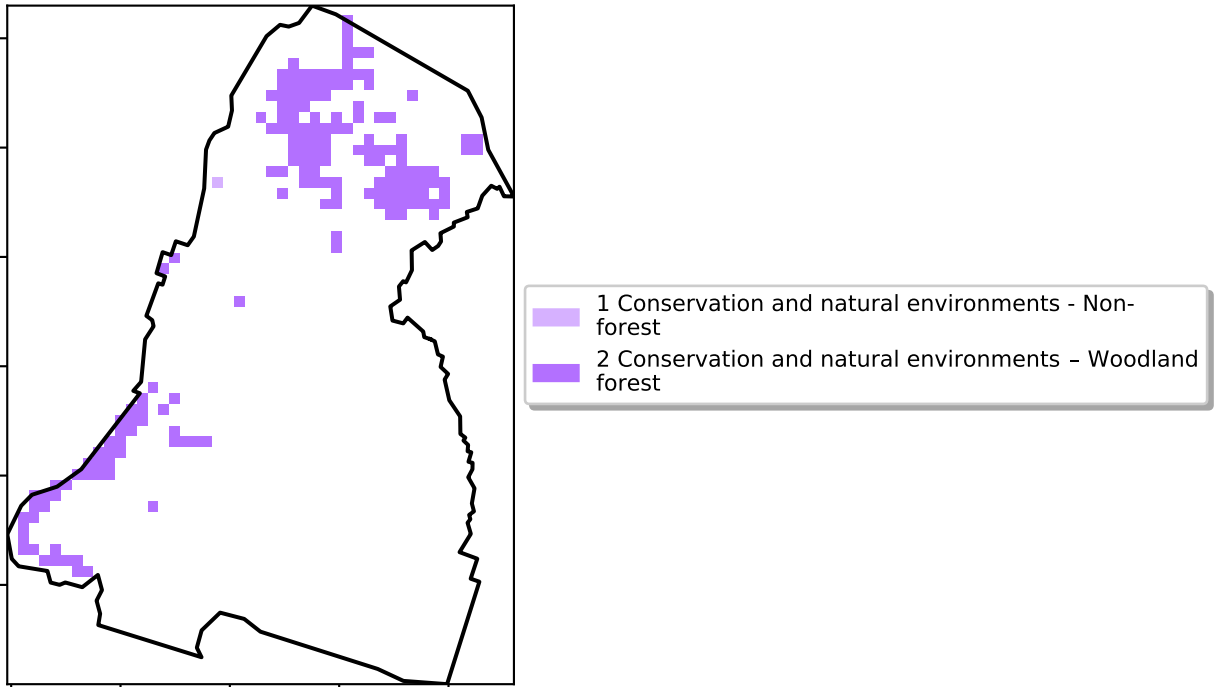 1 Conservation and natural environments - Non-
forest
2 Conservation and natural environments – Woodland
forest